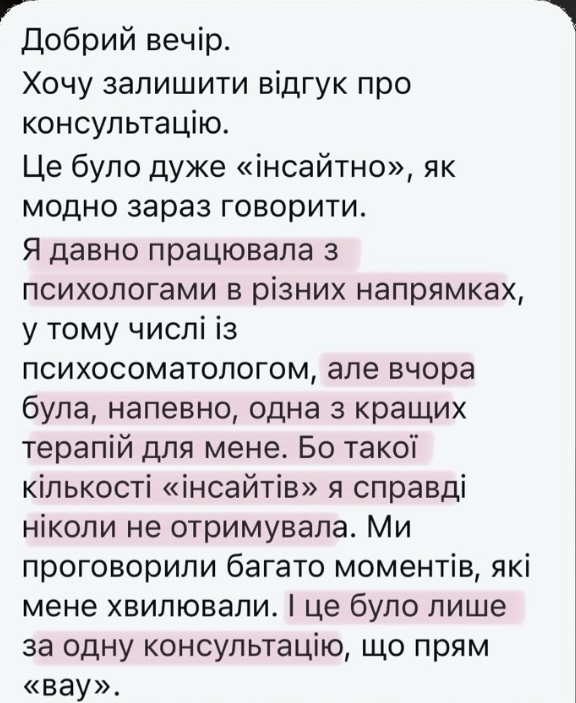 Добрий вечір.
Хочу залишити відгук про
консультацію.
Це було дуже «інсайтно», як
модно зараз говорити.
Я давно працювала з
психологами в різних напрямках,
у тому числі із
психосоматологом, але вчора
була, напевно, одна з кращих
терапій для мене. Бо такої
кількості «інсайтів» я справді
ніколи не отримувала. Ми
проговорили багато моментів, які
мене хвилювали. І це було лише
за одну консультацію, що прям
«вау».